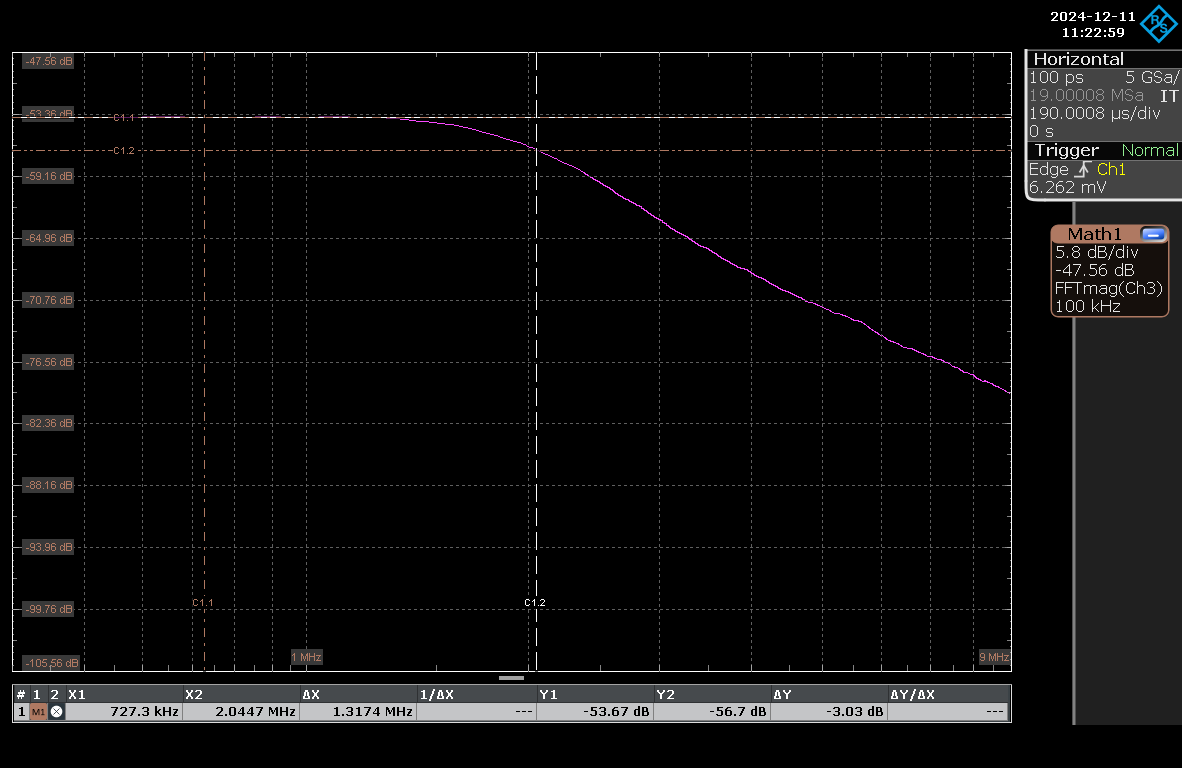 2024-12-11
11:22:59
R S
Horizontal
100 ps 5 GSa/
19.00008 MSa IT
190.0008 µs/div
0 s
Trigger Normal
Edge Ch1
6.262 mV
Math1
5.8 dB/div
-47.56 dB
FFTmag(Ch3)
100 kHz
-47.56 dB
-53.36 dB
C1.1
C1.2
-59.16 dB
-64.96 dB
-70.76 dB
-76.56 dB
-82.36 dB
-88.16 dB
-93.96 dB
-99.76 dB
-105.56 dB
C1.1
C1.2
1 MHz
9 MHz
# 1 2 X1 X2 ΔX 1/ΔX Y1 Y2 ΔY ΔY/ΔX
1 M1 727.3 kHz 2.0447 MHz 1.3174 MHz --- -53.67 dB -56.7 dB -3.03 dB ---